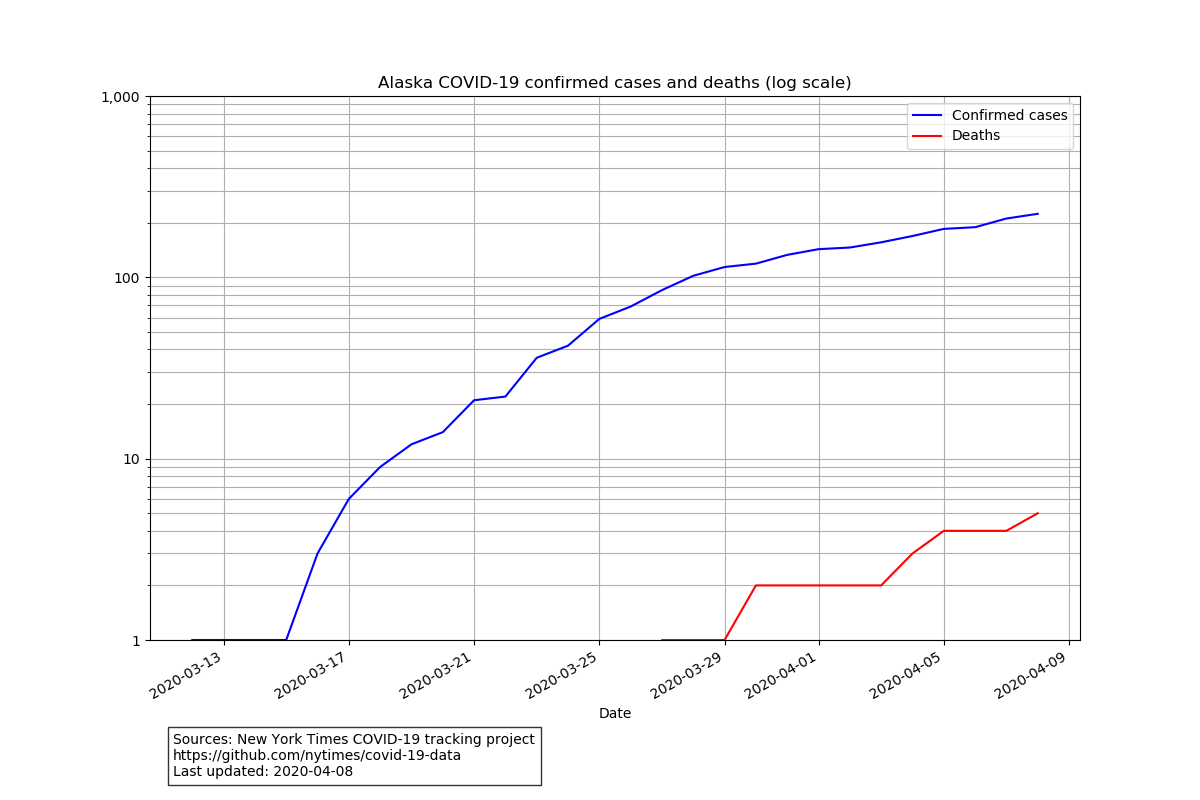 Alaska COVID-19 confirmed cases and deaths (log scale)
1,000
100
10
1
Confirmed cases
Deaths
2020-03-13
2020-03-17
2020-03-21
2020-03-25
2020-03-29
2020-04-01
2020-04-05
2020-04-09
Date
Sources: New York Times COVID-19 tracking project
https://github.com/nytimes/covid-19-data
Last updated: 2020-04-08